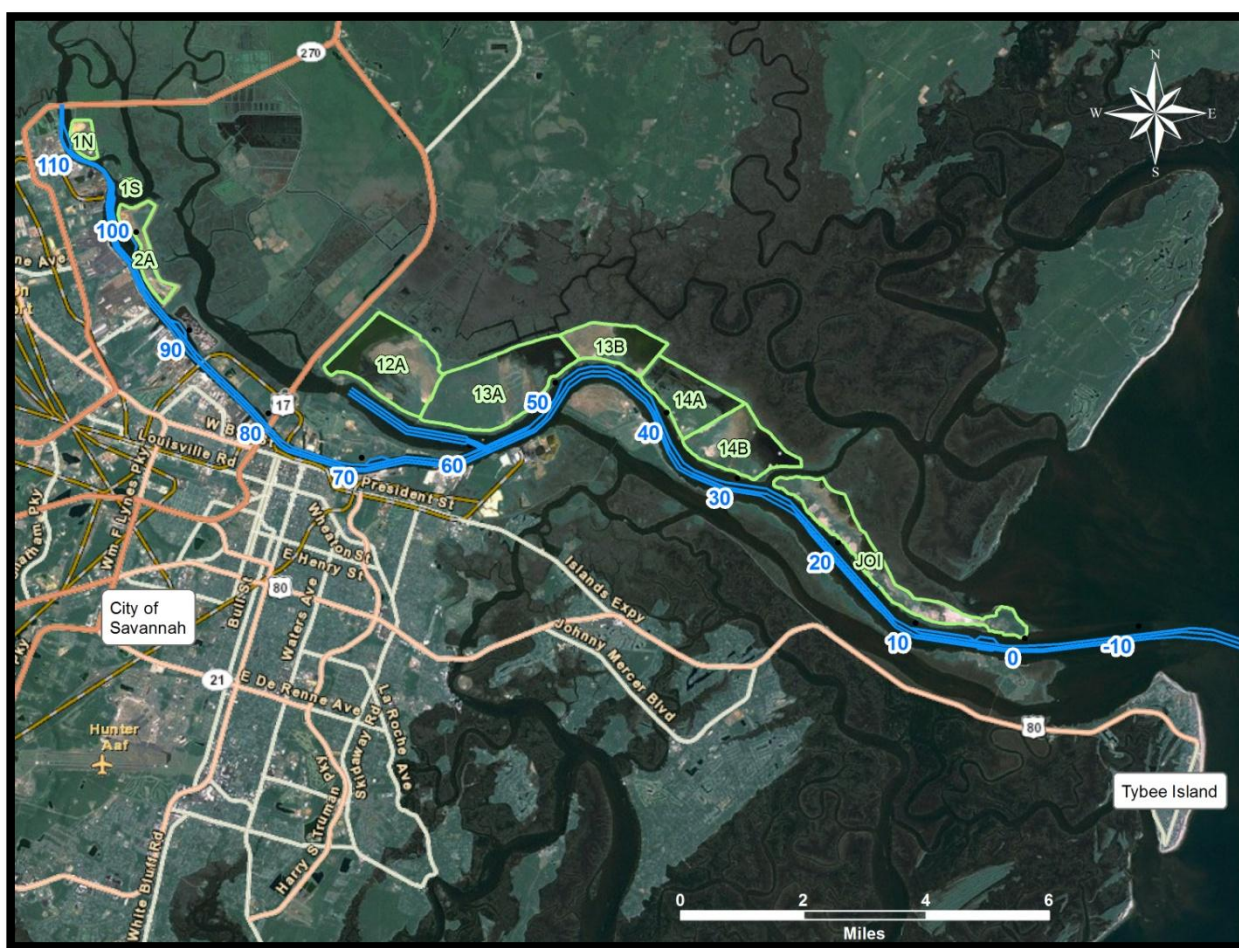 N
W
E
S
270
1N
110
1S
100
2A
90
17
80
12A
13A
13B
50
14A
40
14B
60
70
30
W B
Louisville Rd
President St
Wm. F Lynes Pky
Wheaton St
E Henry St
80
JOI
20
10
0
-10
Islands Expy
Johnny Mercer Blvd
City of
Savannah
Bull St
Waters Ave
21
E De Renne Ave
La Roche Ave
Skidaway Rd
80
Hunter
Aaf
Tybee Island
White Bluff Rd
Harry S Truman Pky
0 2 4 6
Miles